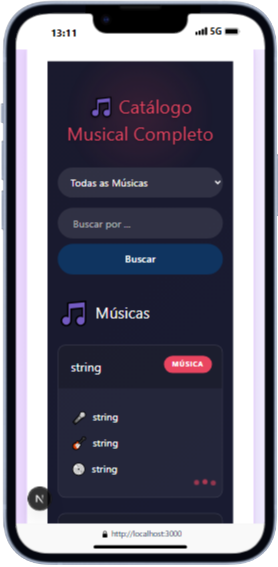 13:11
5G
Catálogo
Musical Completo
Todas as Músicas
Buscar por ...
Buscar
Músicas
string
MÚSICA
string
string
string
N
http://localhost:3000